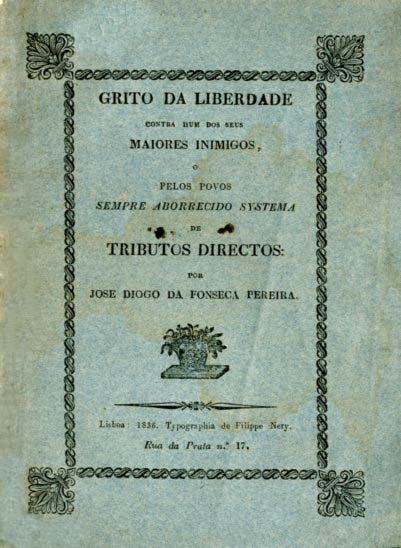 GRITO DA LIBERDADE
CONTRA HUM DOS SEUS
MAIORES INIMIGOS,
O
PELOS POVOS
SEMPRE ABORRECIDO SYSTEMA
DE
TRIBUTOS DIRECTOS:
POR
JOSE DIOGO DA FONSECA PEREIRA.
Lisboa: 1836. Typographia de Filippe Nery.
Rua da Prata n.º 17.